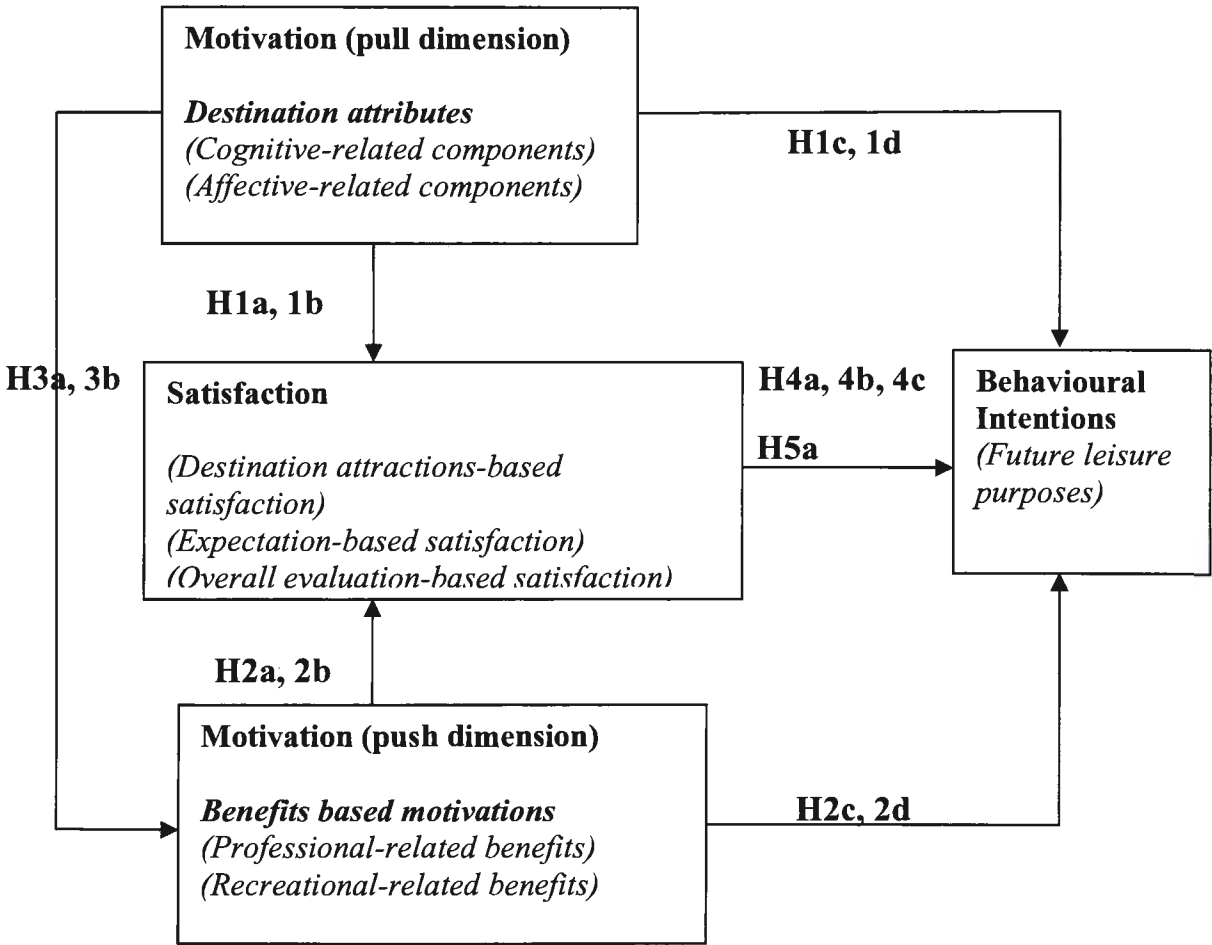 Motivation (pull dimension)
Destination attributes
(Cognitive-related components)
(Affective-related components)
H1c, 1d
H1a, 1b
H3a, 3b
Satisfaction
(Destination attractions-based
satisfaction)
(Expectation-based satisfaction)
(Overall evaluation-based satisfaction)
H4a, 4b, 4c
H5a
Behavioural
Intentions
(Future leisure
purposes)
H2a, 2b
Motivation (push dimension)
Benefits based motivations
(Professional-related benefits)
(Recreational-related benefits)
H2c, 2d